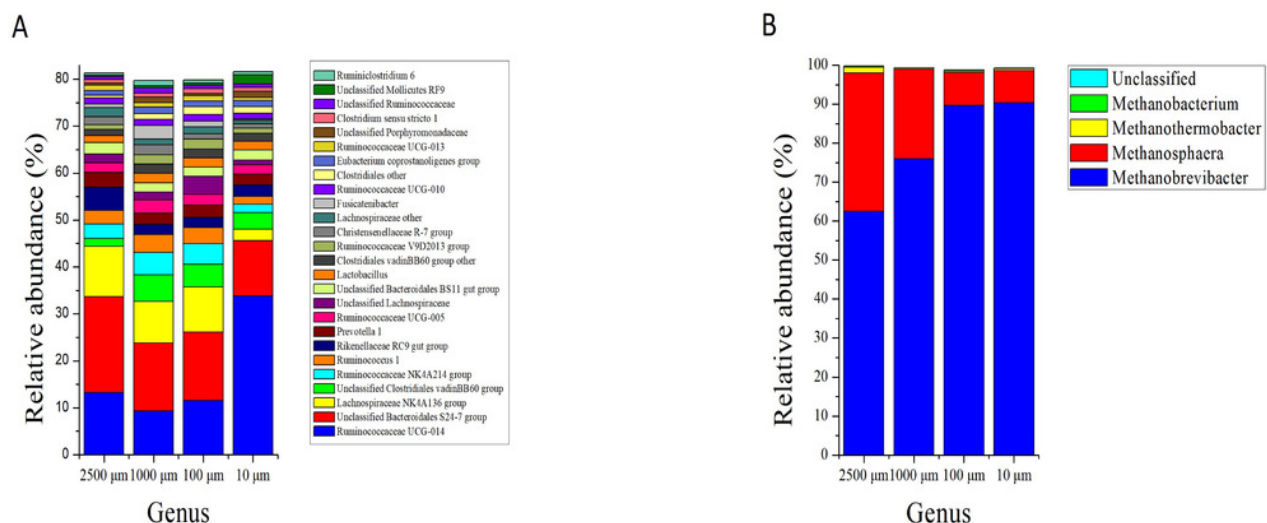 A
Relative abundance (%)
80
70
60
50
40
30
20
10
0
2500 μm
1000 μm
100 μm
10 μm
Genus
Ruminiclostridium 6
Unclassified Mollicutes RF9
Unclassified Ruminococcaceae
Clostridium sensu stricto 1
Unclassified Porphyromonadaceae
Ruminococcaceae UCG-013
Eubacterium coprostanoligenes group
Clostridiales other
Ruminococcaceae UCG-010
Fusicatenibacter
Lachnospiraceae other
Christensenellaceae R-7 group
Ruminococcaceae V9D2013 group
Clostridiales vadinBB60 group other
Lactobacillus
Unclassified Bacteroidales BS11 gut group
Unclassified Lachnospiraceae
Ruminococcaceae UCG-005
Prevotella 1
Rikenellaceae RC9 gut group
Ruminococcus 1
Ruminococcaceae NK4A214 group
Unclassified Clostridiales vadinBB60 group
Lachnospiraceae NK4A136 group
Unclassified Bacteroidales S24-7 group
Ruminococcaceae UCG-014
B
Relative abundance (%)
100
90
80
70
60
50
40
30
20
10
0
2500 μm
1000 μm
100 μm
10 μm
Genus
Unclassified
Methanobacterium
Methanothermobacter
Methanosphaera
Methanobrevibacter